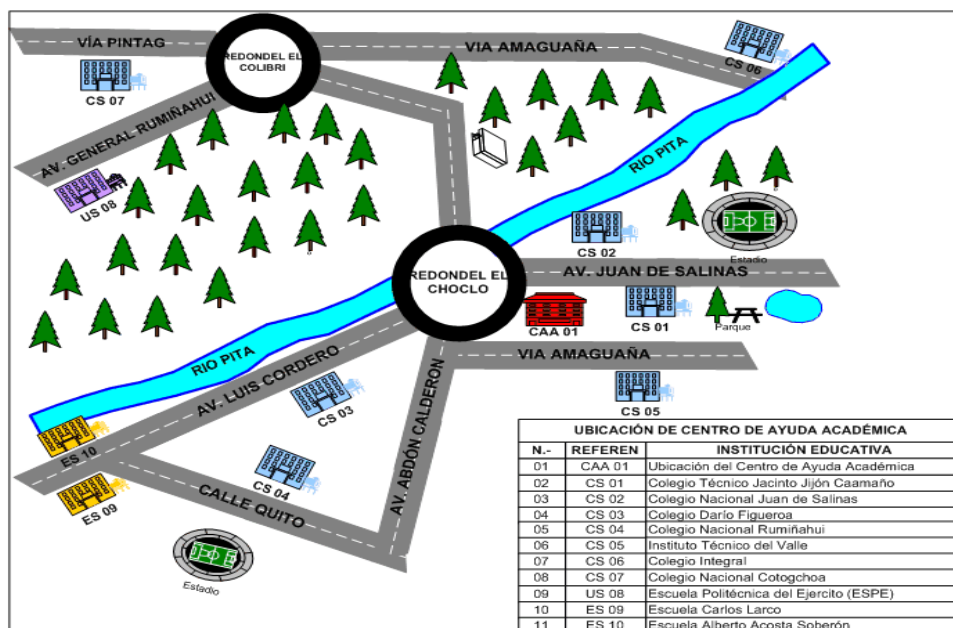 VÍA PINTAG
REDONDEL EL
COLIBRI
VIA AMAGUAÑA
CS 06
CS 07
AV. GENERAL RUMIÑAHUI
US 08
RIO PITA
CS 02
Estadio
REDONDEL EL
CHOCLO
AV. JUAN DE SALINAS
CAA 01
CS 01
Parque
RIO PITA
AV. LUIS CORDERO
VIA AMAGUAÑA
CS 03
CS 05
AV. ABDÓN CALDERON
ES 10
ES 09
CS 04
CALLE QUITO
Estadio
UBICACIÓN DE CENTRO DE AYUDA ACADÉMICA
N.- REFEREN INSTITUCIÓN EDUCATIVA
01 CAA 01 Ubicación del Centro de Ayuda Académica
02 CS 01 Colegio Técnico Jacinto Jijón Caamaño
03 CS 02 Colegio Nacional Juan de Salinas
04 CS 03 Colegio Darío Figueroa
05 CS 04 Colegio Nacional Rumiñahui
06 CS 05 Instituto Técnico del Valle
07 CS 06 Colegio Integral
08 CS 07 Colegio Nacional Cotogchoa
09 US 08 Escuela Politécnica del Ejercito (ESPE)
10 ES 09 Escuela Carlos Larco
11 ES 10 Escuela Alberto Acosta Soberón